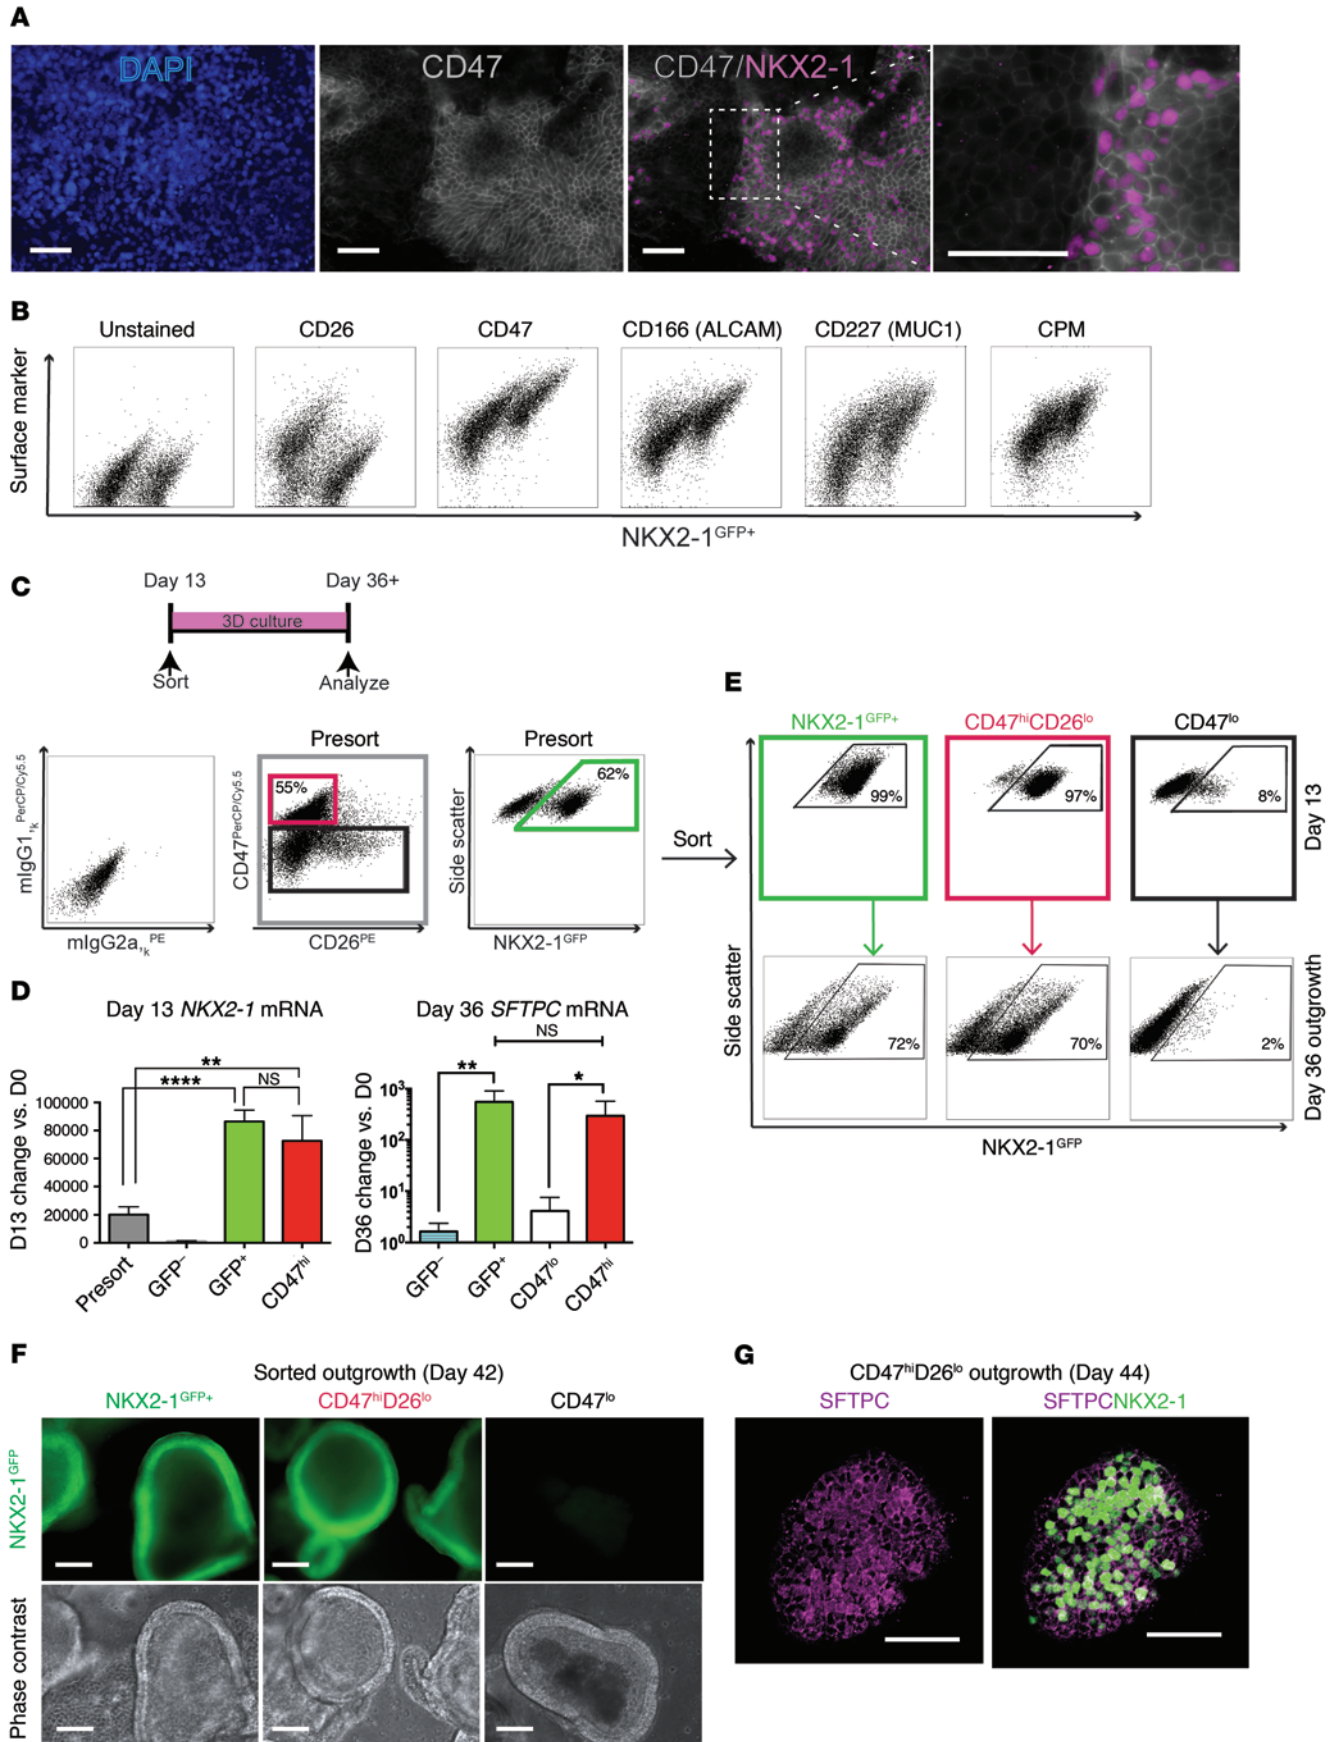 A
DAPI
CD47
CD47/NKX2-1
B
Unstained
CD26
CD47
CD166 (ALCAM)
CD227 (MUC1)
CPM
Surface marker
NKX2-1GFP+
C
Day 13
Day 36+
3D culture
Sort
Analyze
Presort
Presort
mIgG1,k PerCP/Cy5.5
mIgG2a,k PE
CD47PerCP/Cy5.5
55%
CD26PE
Side scatter
62%
NKX2-1GFP
Sort
E
NKX2-1GFP+
CD47hiCD26lo
CD47lo
99%
97%
8%
Day 13
Side scatter
72%
70%
2%
Day 36 outgrowth
NKX2-1GFP
D
Day 13 NKX2-1 mRNA
D13 change vs. D0
100000
80000
60000
40000
20000
0
**
****
NS
Presort
GFP–
GFP+
CD47hi
Day 36 SFTPC mRNA
D36 change vs. D0
10³
10²
10¹
10⁰
NS
**
*
GFP–
GFP+
CD47lo
CD47hi
F
Sorted outgrowth (Day 42)
NKX2-1GFP+
CD47hiD26lo
CD47lo
NKX2-1GFP
Phase contrast
G
CD47hiD26lo outgrowth (Day 44)
SFTPC
SFTPCNKX2-1